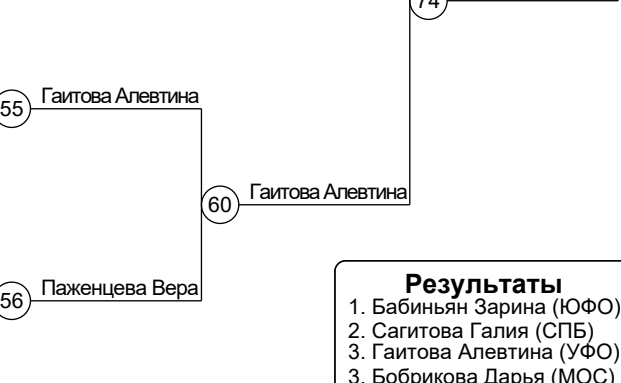 74
Гаитова Алевтина
55
Гаитова Алевтина
60
Паженцева Вера
56
Результаты
1. Бабиньян Зарина (ЮФО)
2. Сагитова Галия (СПБ)
3. Гаитова Алевтина (УФО)
3. Бобрикова Дарья (МОС)